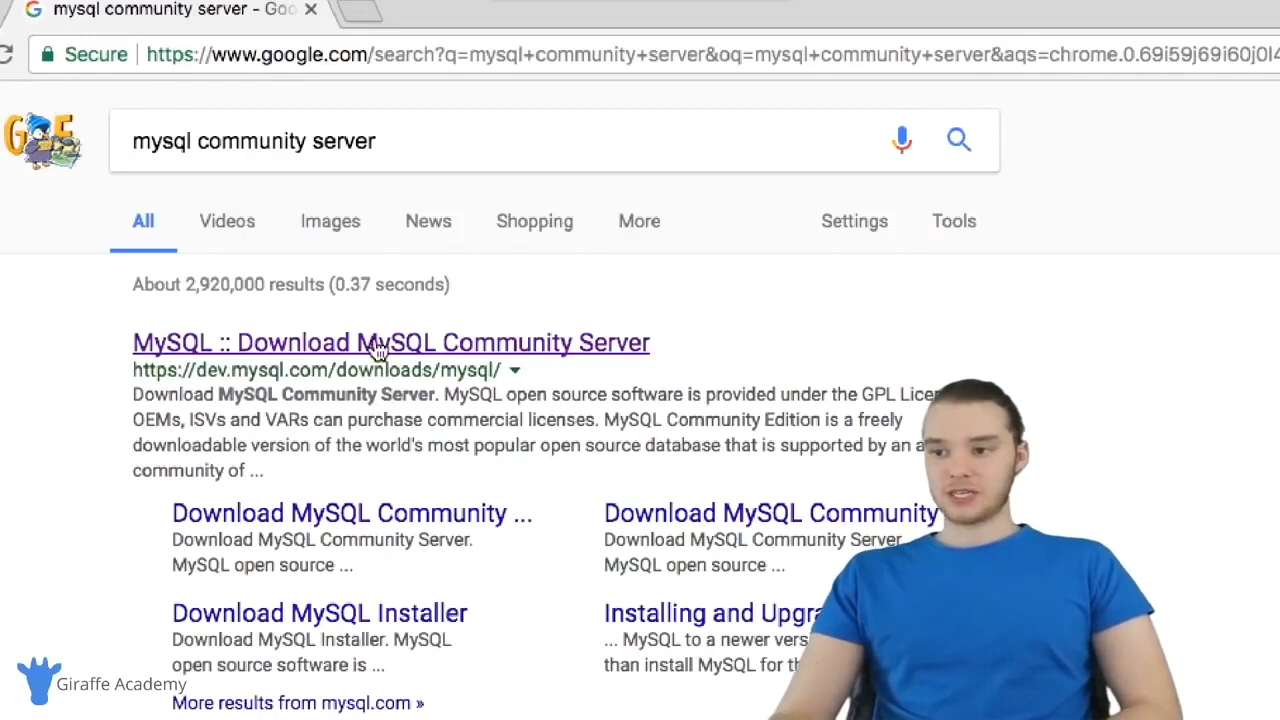 mysql community server - Goo
Secure
https://www.google.com/search?q=mysql+community+server&oq=mysql+community+server&aqs=chrome.0.69i59j69i60j0l4
mysql community server
All Videos Images News Shopping More Settings Tools
About 2,920,000 results (0.37 seconds)
MySQL :: Download MySQL Community Server
https://dev.mysql.com/downloads/mysql/
Download MySQL Community Server. MySQL open source software is provided under the GPL
OEMs, ISVs and VARs can purchase commercial licenses. MySQL Community Edition is a freely
downloadable version of the world's most popular open source database that is supported by an
community of ...
Download MySQL Community ...
Download MySQL Community Server.
MySQL open source ...
Download MySQL Community
Download MySQL Community Server
MySQL open source ...
Download MySQL Installer
Download MySQL Installer. MySQL
open source software is ...
Installing and
... MySQL to a newer
than install MySQL for
More results from mysql.com »
Giraffe Academy